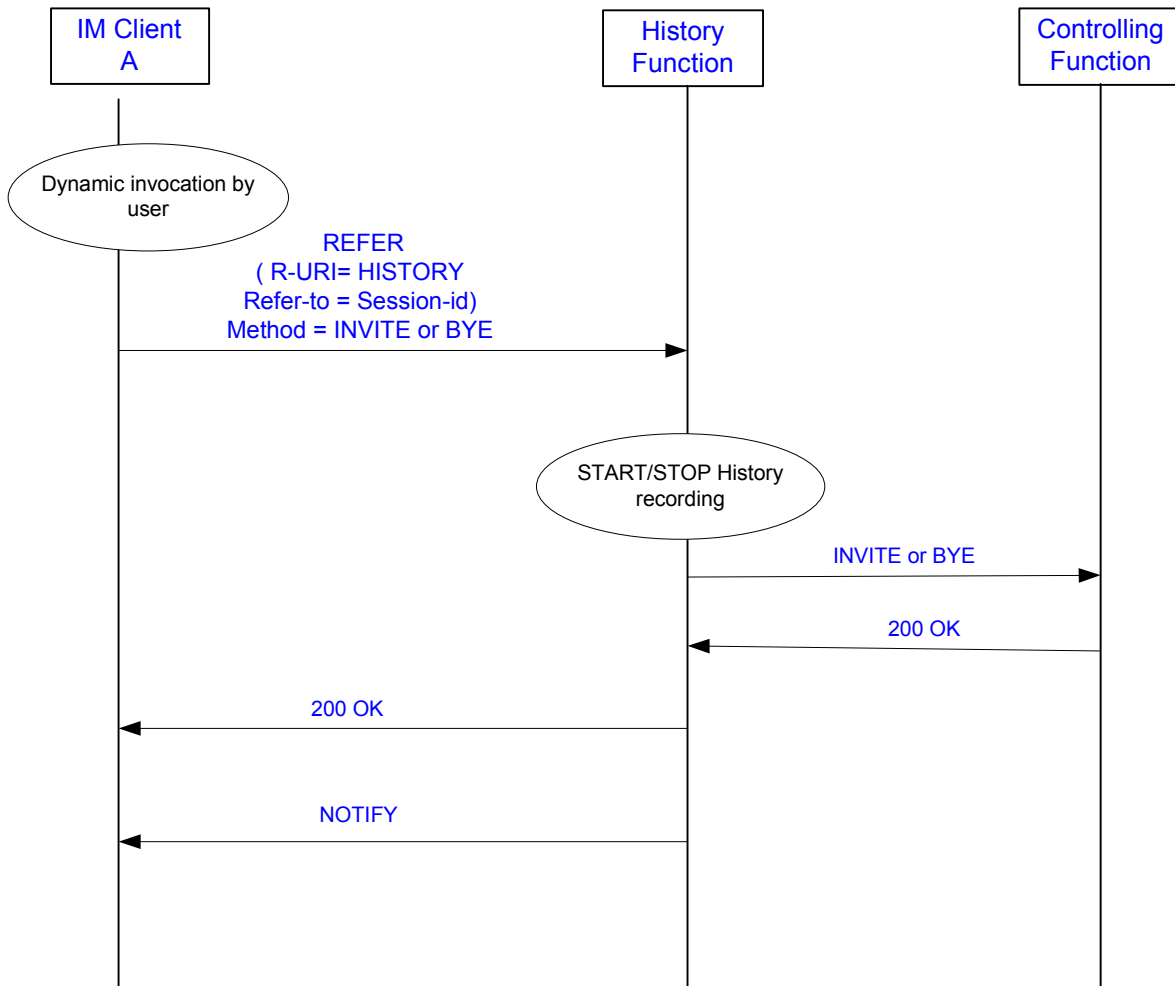 IM Client
A
History
Function
Controlling
Function
Dynamic invocation by
user
REFER
( R-URI= HISTORY
Refer-to = Session-id)
Method = INVITE or BYE
START/STOP History
recording
INVITE or BYE
200 OK
200 OK
NOTIFY